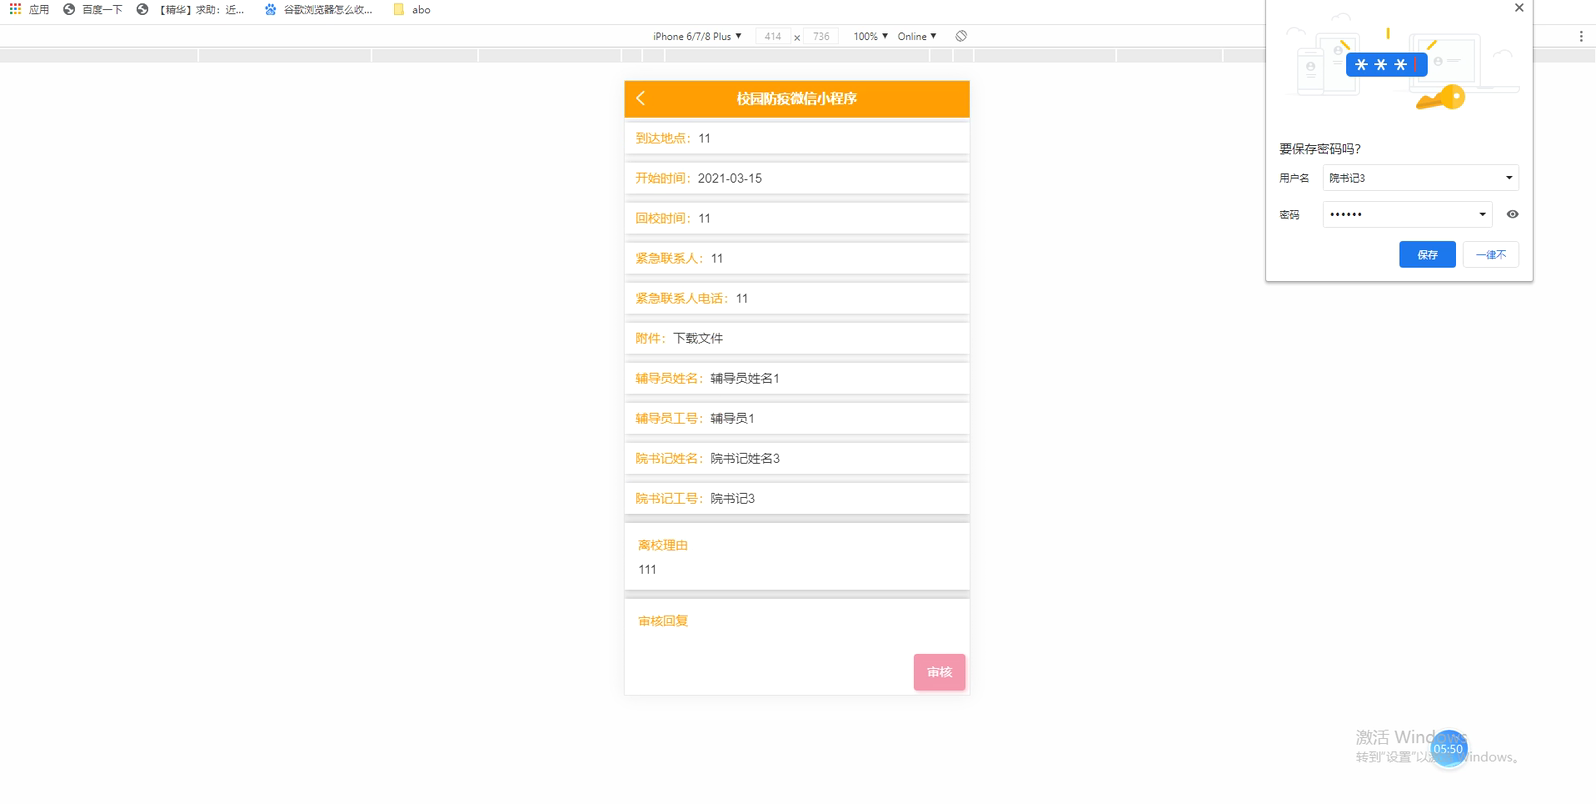 应用 百度一下 【精华】求助：近... 谷歌浏览器怎么收... abo
iPhone 6/7/8 Plus ▼ 414 x 736 100% ▼ Online ▼
校园防疫微信小程序
到达地点：11
开始时间：2021-03-15
回校时间：11
紧急联系人：11
紧急联系人电话：11
附件：下载文件
辅导员姓名：辅导员姓名1
辅导员工号：辅导员1
院书记姓名：院书记姓名3
院书记工号：院书记3
离校理由
111
审核回复
审核
***
要保存密码吗?
用户名 院书记3
密码 ••••••
保存 一律不
激活 Windows
05:50
转到"设置"以 Windows。